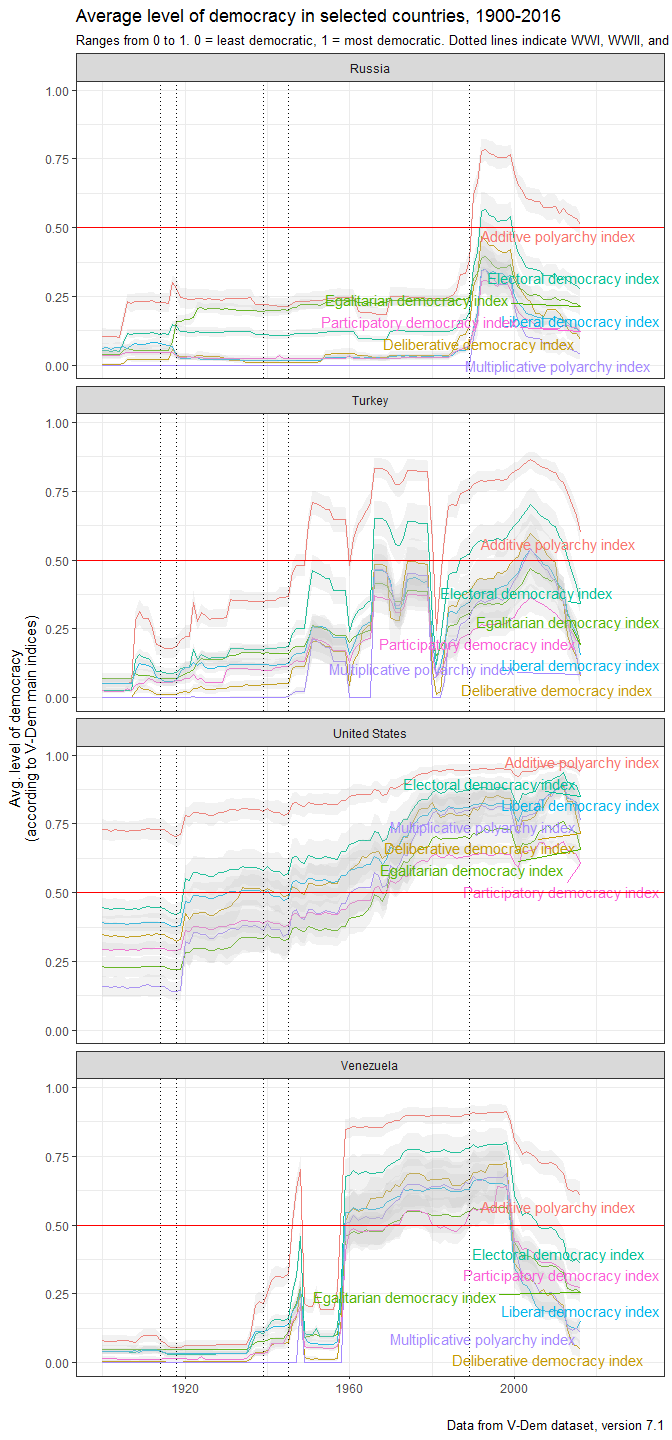 Average level of democracy in selected countries, 1900-2016
Ranges from 0 to 1. 0 = least democratic, 1 = most democratic. Dotted lines indicate WWI, WWII, and
Avg. level of democracy
(according to V-Dem main indices)
Russia
1.00
0.75
0.50
0.25
0.00
Additive polyarchy index
Electoral democracy index
Egalitarian democracy index
Participatory democracy index
Liberal democracy index
Deliberative democracy index
Multiplicative polyarchy index
Turkey
1.00
0.75
0.50
0.25
0.00
Additive polyarchy index
Electoral democracy index
Egalitarian democracy index
Participatory democracy index
Multiplicative polyarchy index
Liberal democracy index
Deliberative democracy index
United States
1.00
0.75
0.50
0.25
0.00
Additive polyarchy index
Electoral democracy index
Liberal democracy index
Multiplicative polyarchy index
Deliberative democracy index
Egalitarian democracy index
Participatory democracy index
Venezuela
1.00
0.75
0.50
0.25
0.00
Additive polyarchy index
Electoral democracy index
Participatory democracy index
Egalitarian democracy index
Liberal democracy index
Multiplicative polyarchy index
Deliberative democracy index
1920
1960
2000
Data from V-Dem dataset, version 7.1